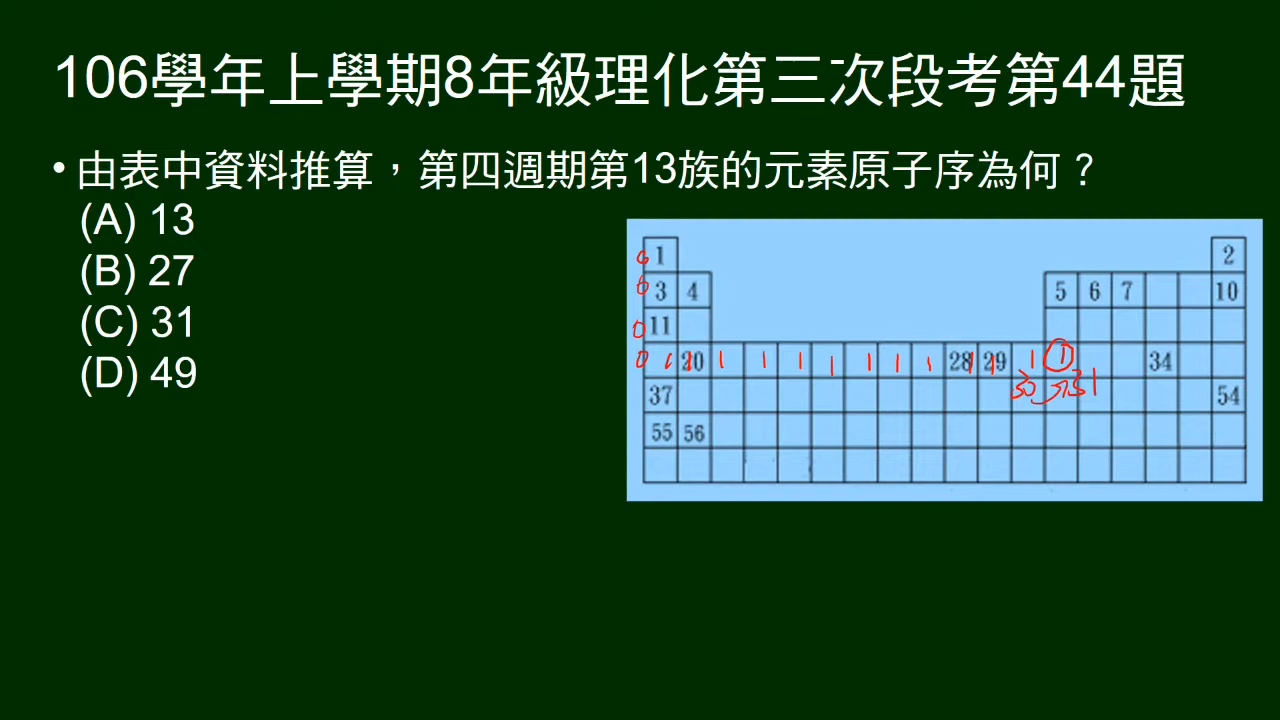 106學年上學期8年級理化第三次段考第44題
• 由表中資料推算，第四週期第13族的元素原子序為何？
(A) 13
(B) 27
(C) 31
(D) 49
1 2
3 4 5 6 7 10
11
20 28 29 34
30 31
37 54
55 56